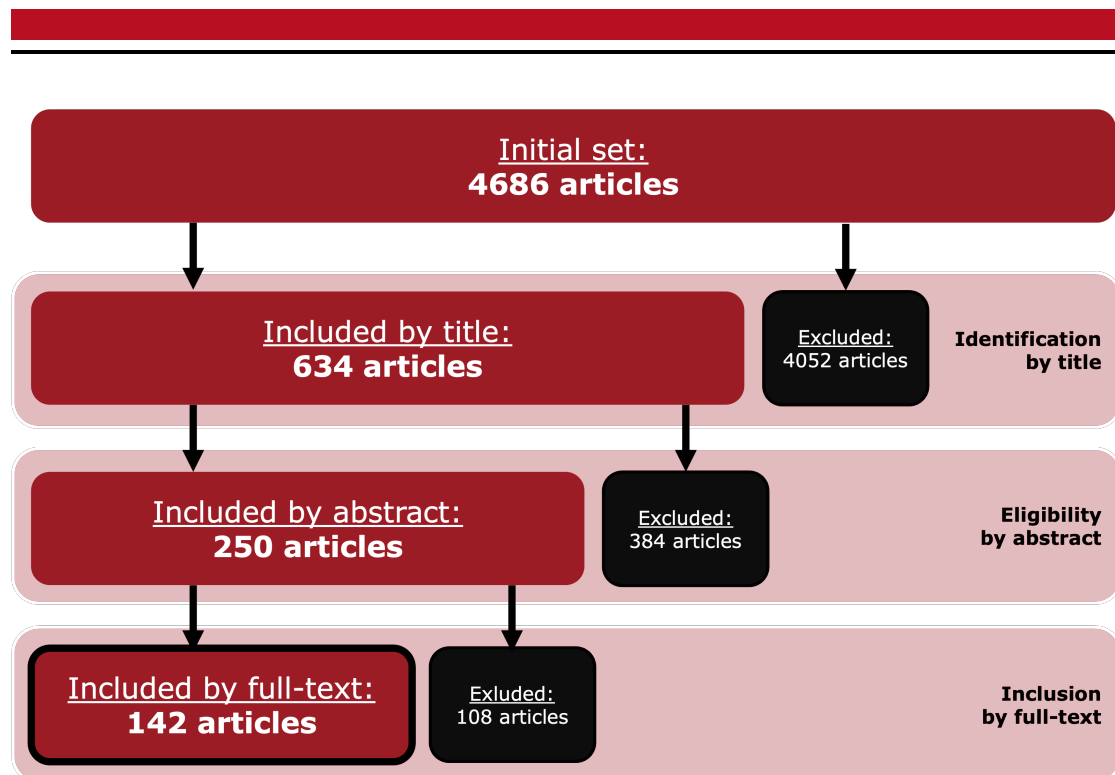 Initial set:
4686 articles
Included by title:
634 articles
Excluded:
4052 articles
Identification
by title
Included by abstract:
250 articles
Excluded:
384 articles
Eligibility
by abstract
Included by full-text:
142 articles
Exluded:
108 articles
Inclusion
by full-text